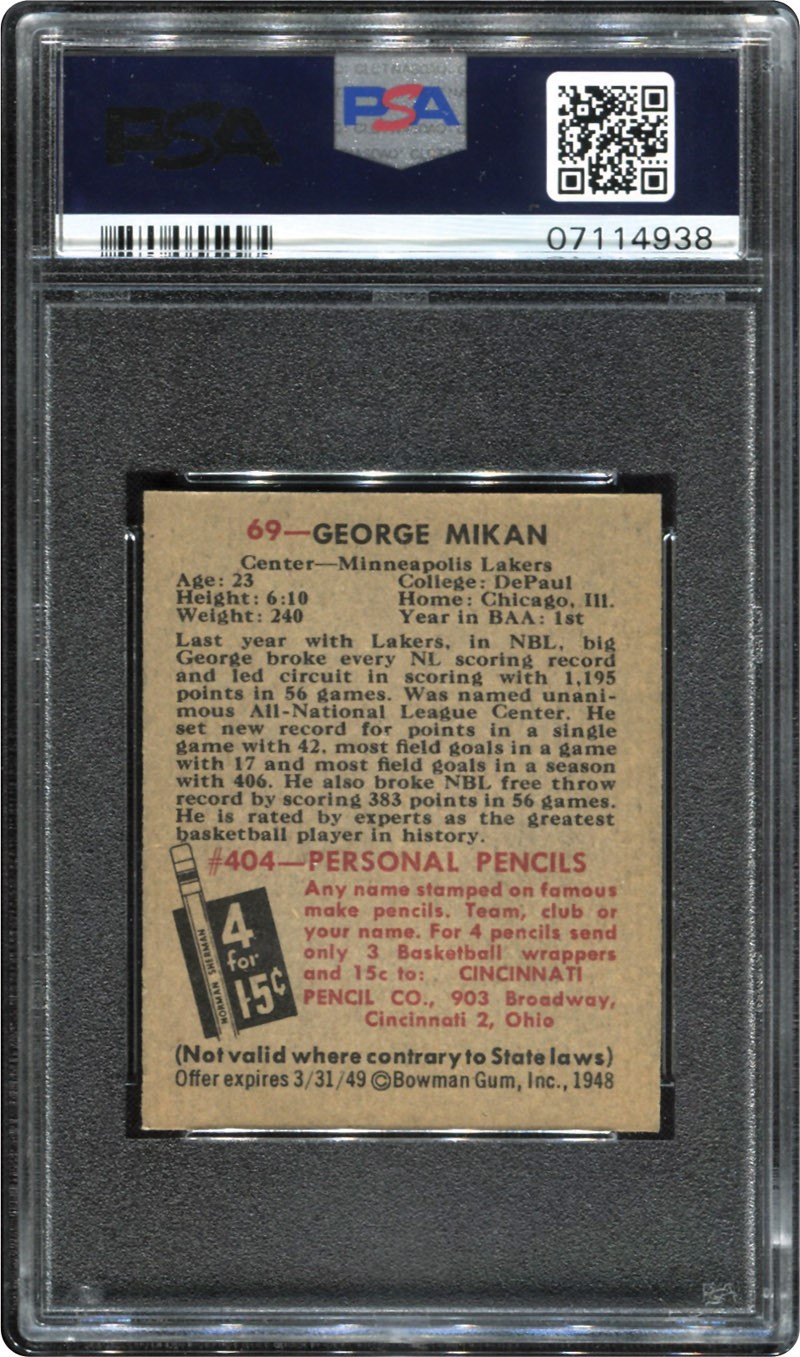 PSA
PSA
07114938
69—GEORGE MIKAN
Center—Minneapolis Lakers
Age: 23 College: DePaul
Height: 6:10 Home: Chicago, Ill.
Weight: 240 Year in BAA: 1st
Last year with Lakers, in NBL, big
George broke every NL scoring record
and led circuit in scoring with 1,195
points in 56 games. Was named unani-
mous All-National League Center. He
set new record for points in a single
game with 42, most field goals in a game
with 17 and most field goals in a season
with 406. He also broke NBL free throw
record by scoring 383 points in 56 games.
He is rated by experts as the greatest
basketball player in history.
#404—PERSONAL PENCILS
Any name stamped on famous
make pencils. Team, club or
your name. For 4 pencils send
only 3 Basketball wrappers
and 15c to: CINCINNATI
PENCIL CO., 903 Broadway,
Cincinnati 2, Ohio
NORMAN SHERMAN
4
for
15¢
(Not valid where contrary to State laws)
Offer expires 3/31/49 ©Bowman Gum, Inc., 1948
PSA